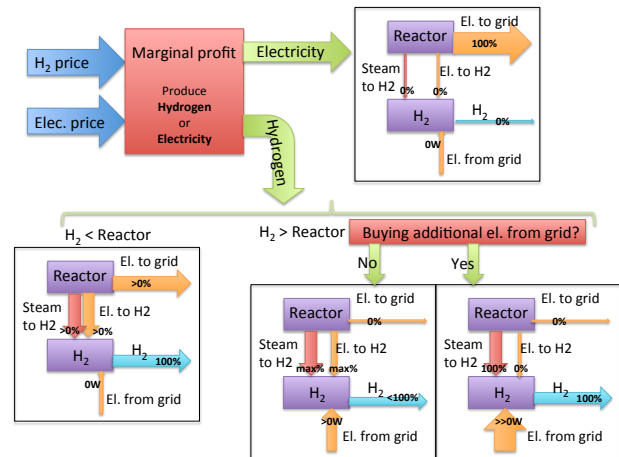 H₂ price
Elec. price
Marginal profit
Produce
Hydrogen
or
Electricity
Electricity
Hydrogen
Reactor
El. to grid
100%
Steam
to H2
0%
El. to H2
0%
H₂
H₂
0%
0W
El. from grid
H₂ < Reactor
H₂ > Reactor
Buying additional el. from grid?
No
Yes
Reactor
El. to grid
>0%
Steam
to H2
>0%
El. to H2
>0%
H₂
H₂
100%
0W
El. from grid
Reactor
El. to grid
0%
Steam
to H2
max%
El. to H2
max%
H₂
H₂
<100%
>0W
El. from grid
Reactor
El. to grid
0%
Steam
to H2
100%
El. to H2
0%
H₂
H₂
100%
>>0W
El. from grid